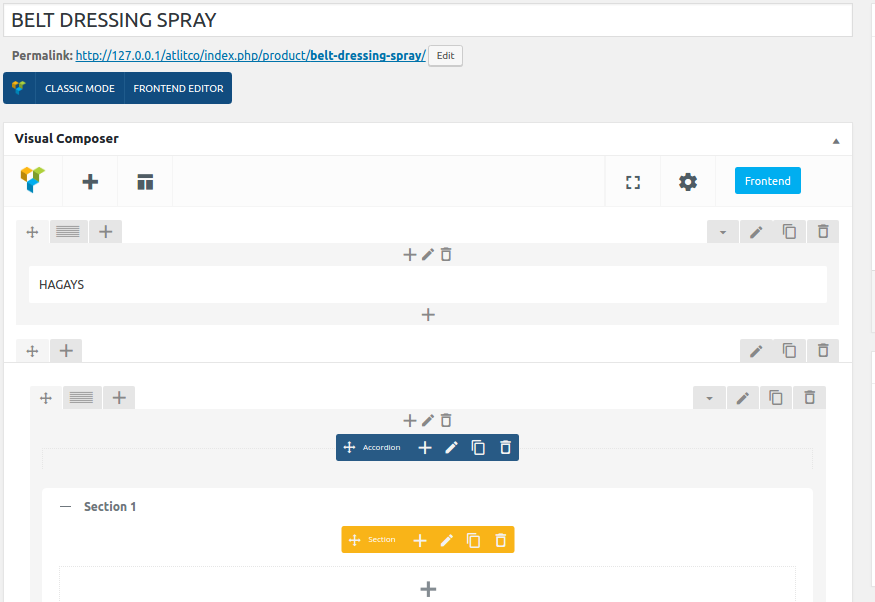 BELT DRESSING SPRAY
Permalink: http://127.0.0.1/atlitco/index.php/product/belt-dressing-spray/ Edit
CLASSIC MODE FRONTEND EDITOR
Visual Composer
Frontend
HAGAYS
Accordion
Section 1
Section